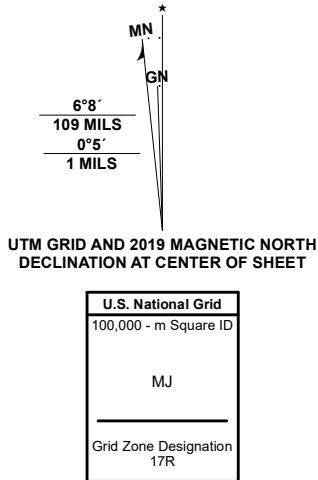 ★
MN
GN
6°8´
109 MILS
0°5´
1 MILS
UTM GRID AND 2019 MAGNETIC NORTH
DECLINATION AT CENTER OF SHEET
U.S. National Grid
100,000 - m Square ID
MJ
Grid Zone Designation
17R